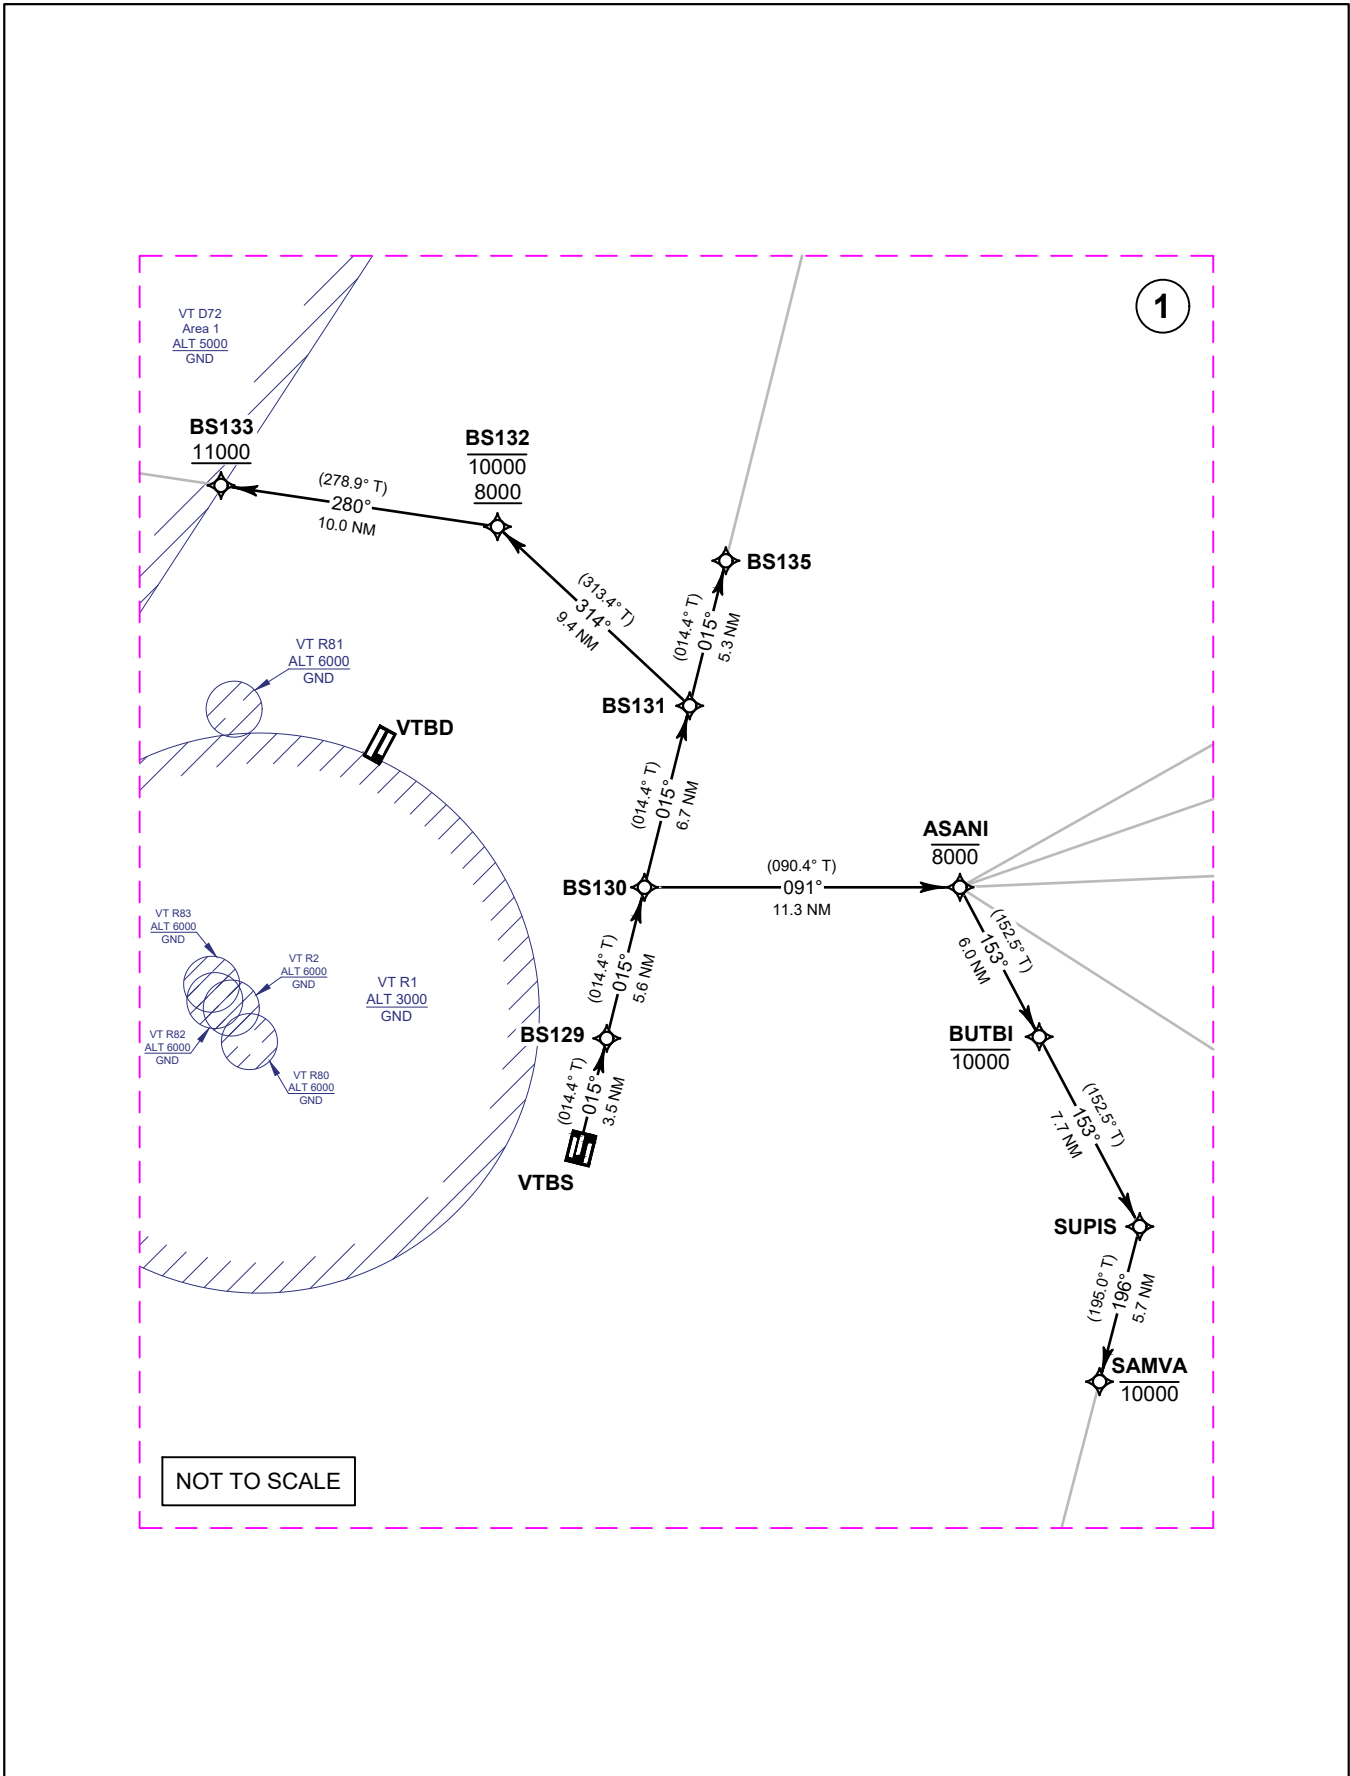 1
VT D72
Area 1
ALT 5000
GND
BS133
11000
BS132
10000
8000
(278.9° T)
280°
10.0 NM
BS135
(313.4° T)
314°
9.4 NM
(014.4° T)
015°
5.3 NM
VT R81
ALT 6000
GND
BS131
VTBD
(014.4° T)
015°
6.7 NM
ASANI
8000
BS130
(090.4° T)
091°
11.3 NM
VT R83
ALT 6000
GND
VT R2
ALT 6000
GND
VT R1
ALT 3000
GND
(014.4° T)
015°
5.6 NM
(152.5° T)
153°
6.0 NM
VT R82
ALT 6000
GND
BS129
BUTBI
10000
VT R80
ALT 6000
GND
(014.4° T)
015°
3.5 NM
(152.5° T)
153°
7.7 NM
VTBS
SUPIS
(195.0° T)
196°
5.7 NM
SAMVA
10000
NOT TO SCALE